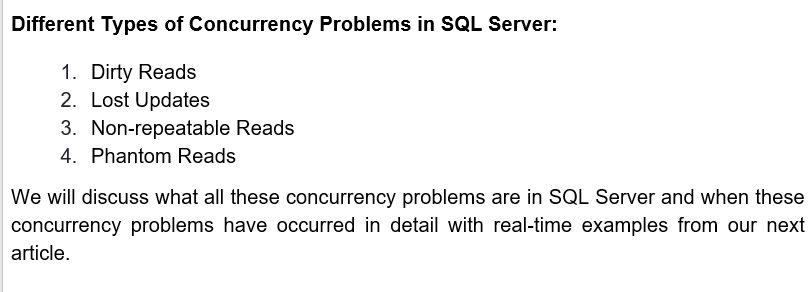 Different Types of Concurrency Problems in SQL Server:
1. Dirty Reads
2. Lost Updates
3. Non-repeatable Reads
4. Phantom Reads
We will discuss what all these concurrency problems are in SQL Server and when these
concurrency problems have occurred in detail with real-time examples from our next
article.